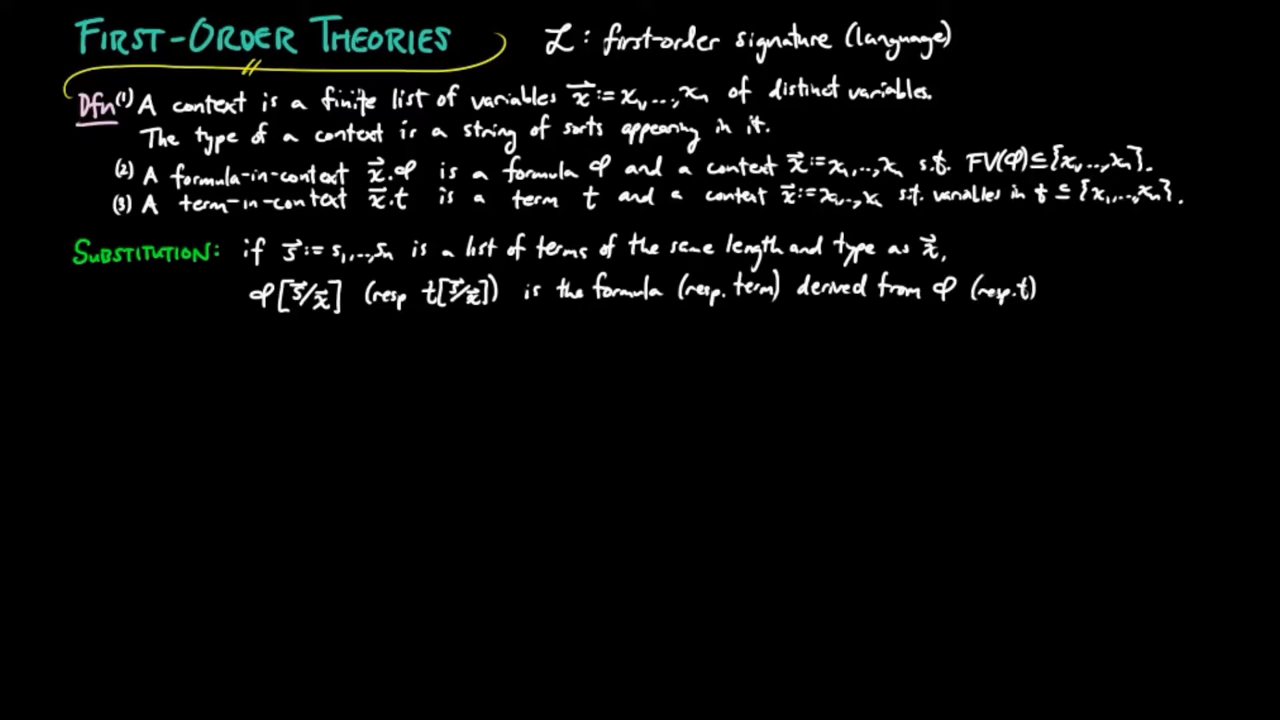 FIRST-ORDER THEORIES ℒ : first-order signature (language)
Dfn (1) A context is a finite list of variables x⃗ := x₁,...,xₙ of distinct variables.
The type of a context is a string of sorts appearing in it.
(2) A formula-in-context x⃗.φ is a formula φ and a context x⃗ := x₁,...,xₙ s.t. FV(φ) ⊆ {x₁,...,xₙ}.
(3) A term-in-context x⃗.t is a term t and a context x⃗ := x₁,...,xₙ s.t. variables in t ⊆ {x₁,...,xₙ}.
SUBSTITUTION: if s⃗ := s₁,...,sₙ is a list of terms of the same length and type as x⃗,
φ[s⃗/x⃗] (resp t[s⃗/x⃗]) is the formula (resp. term) derived from φ (resp. t)